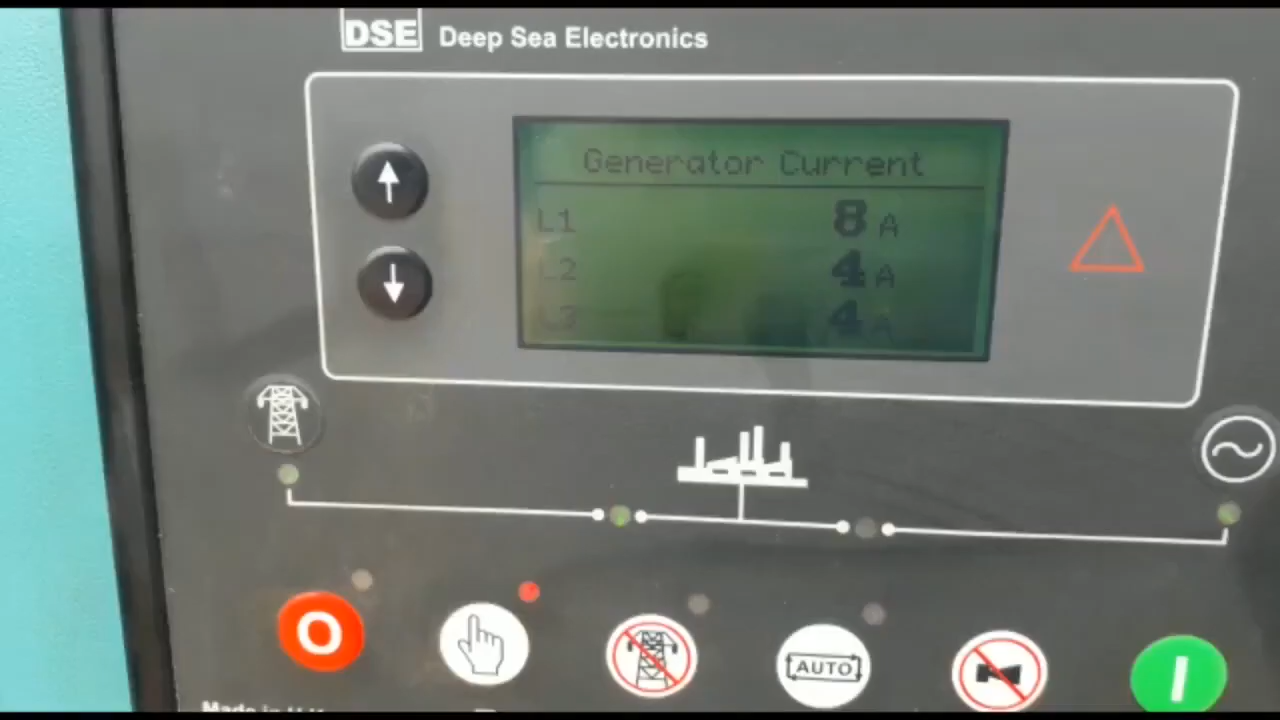 DSE Deep Sea Electronics
Generator Current
L1 8 A
L2 4 A
L3 4 A
O
AUTO
I
Made in U.K